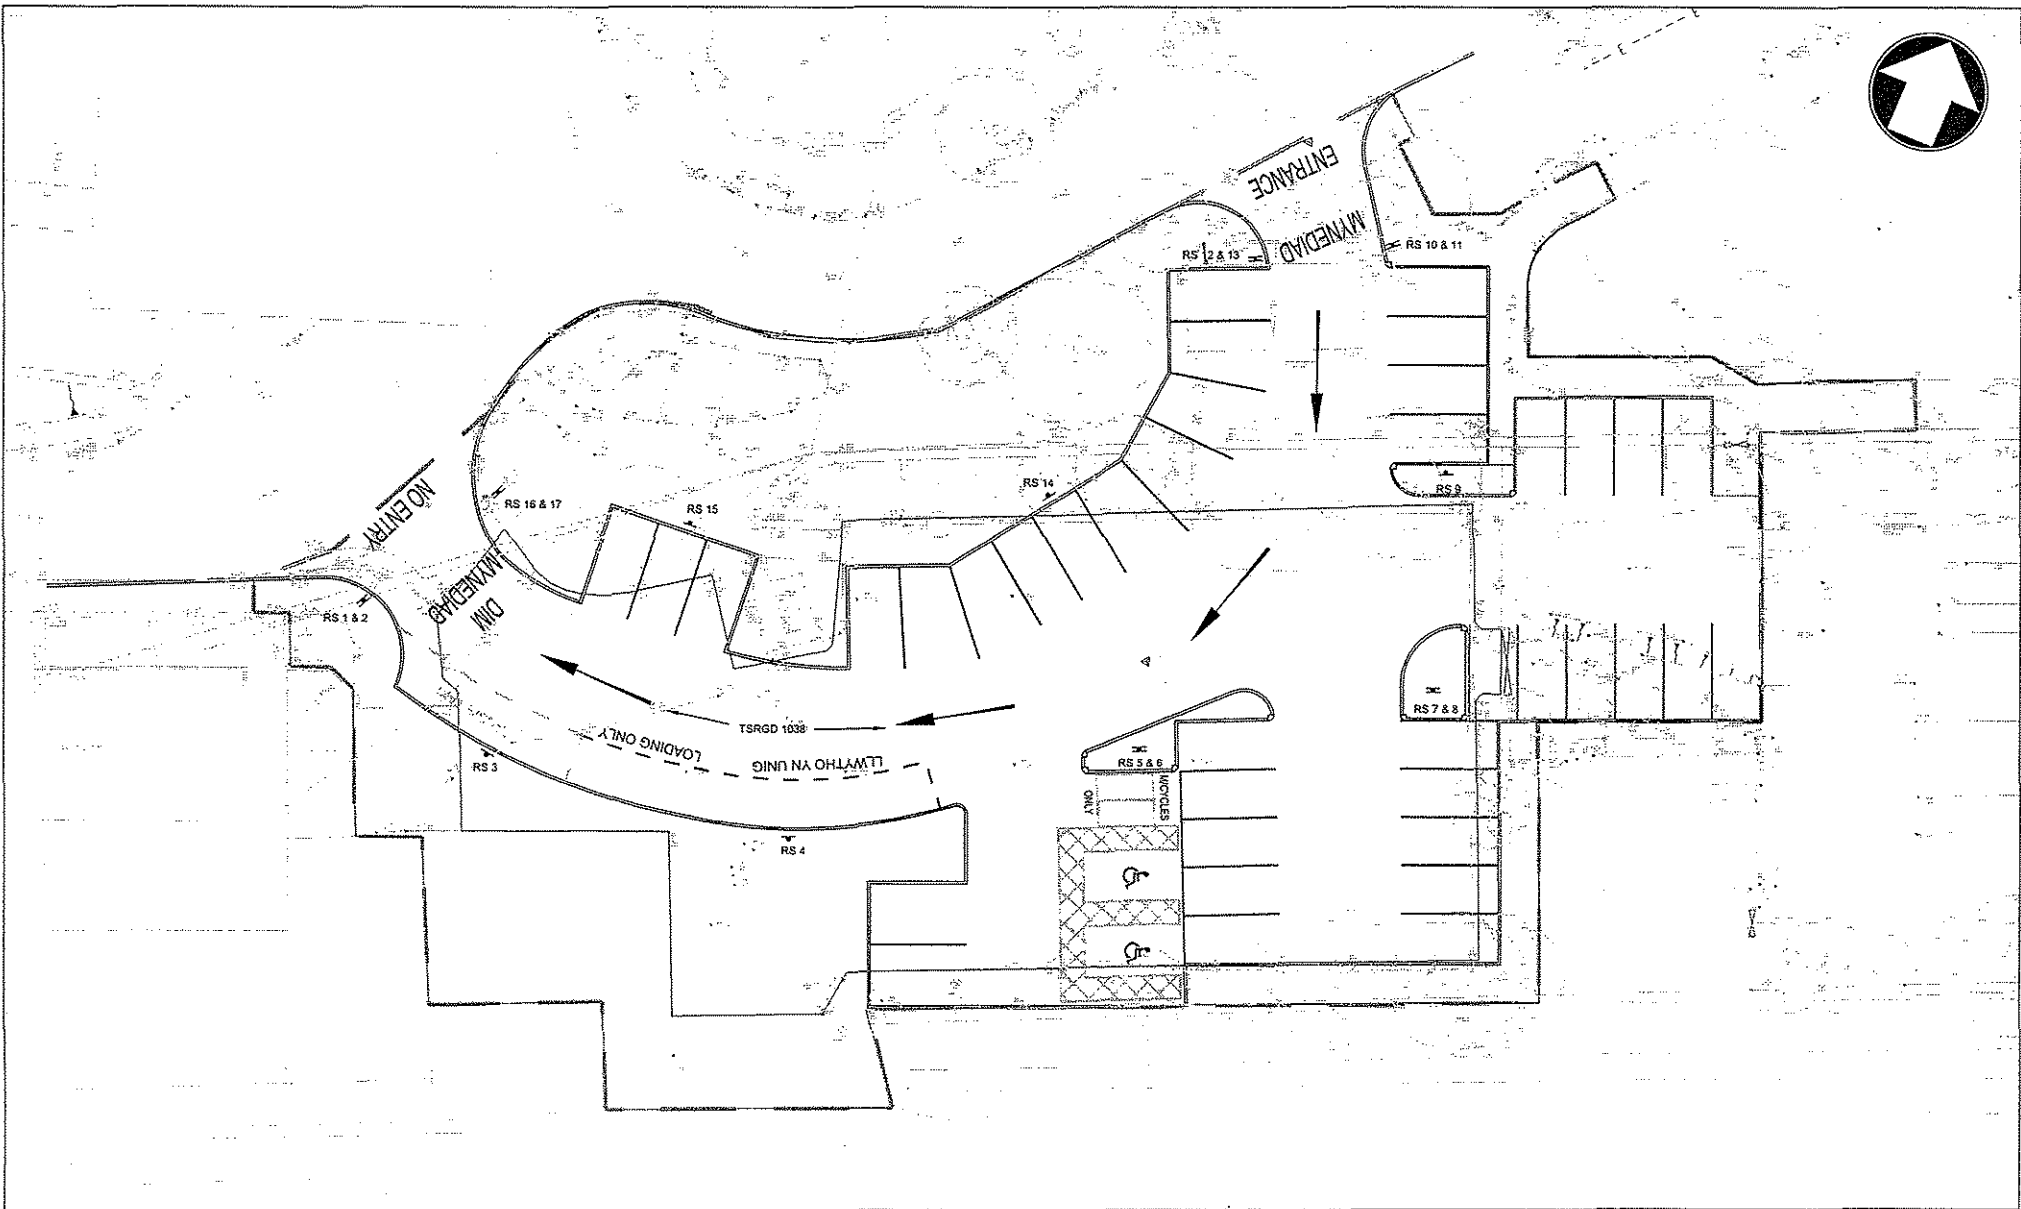 ENTRANCE
MYNEDIAD
RS 12 & 13
RS 10 & 11
RS 9
RS 14
RS 15
RS 16 & 17
NO ENTRY
DIM
MYNEDIAD
RS 1 & 2
RS 3
RS 4
TSRGD 1038
LOADING ONLY
LLWYTHO YN UNIG
RS 5 & 6
RS 7 & 8
M/CYCLES
ONLY